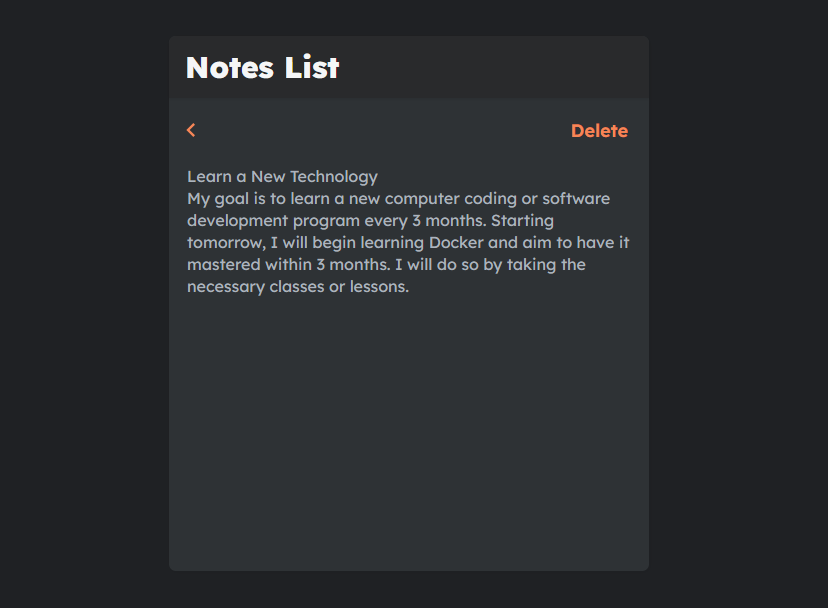 Notes List
Delete
Learn a New Technology
My goal is to learn a new computer coding or software
development program every 3 months. Starting
tomorrow, I will begin learning Docker and aim to have it
mastered within 3 months. I will do so by taking the
necessary classes or lessons.